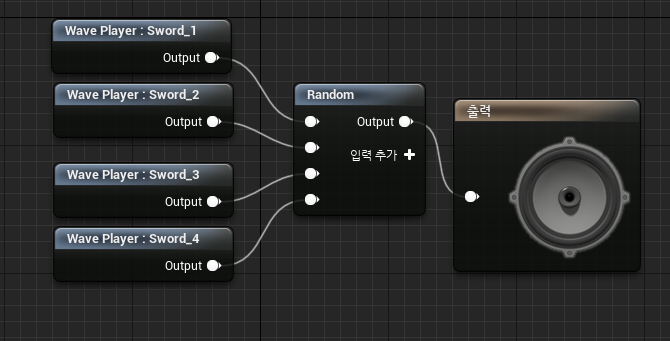 Wave Player : Sword_1
Output
Wave Player : Sword_2
Output
Wave Player : Sword_3
Output
Wave Player : Sword_4
Output
Random
Output
입력 추가
출력